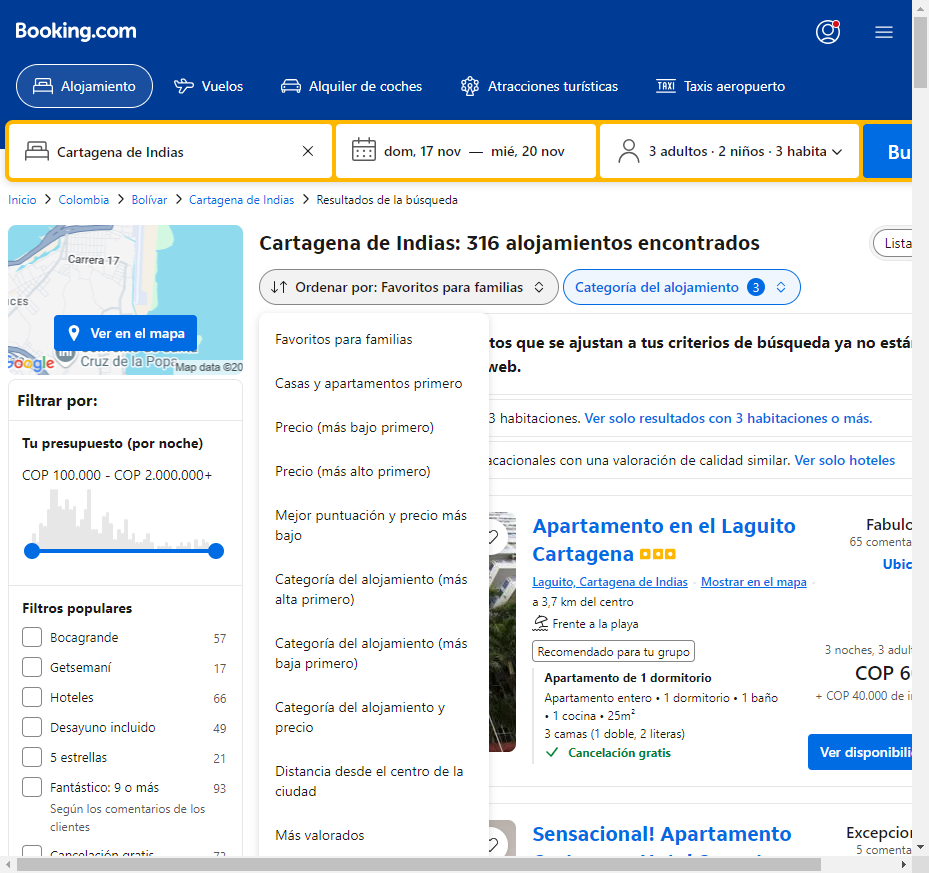 Booking.com
Alojamiento
Vuelos
Alquiler de coches
Atracciones turísticas
TAXI
Taxis aeropuerto
Cartagena de Indias
dom, 17 nov — mié, 20 nov
3 adultos · 2 niños · 3 habita
Bu
Inicio
Colombia
Bolívar
Cartagena de Indias
Resultados de la búsqueda
Carrera 17
ICES
Ver en el mapa
Cruz de la Popa
Google
Map data ©20
Cartagena de Indias: 316 alojamientos encontrados
Lista
Ordenar por: Favoritos para familias
Categoría del alojamiento 3
Favoritos para familias
Casas y apartamentos primero
Precio (más bajo primero)
Precio (más alto primero)
Mejor puntuación y precio más
bajo
Categoría del alojamiento (más
alta primero)
Categoría del alojamiento (más
baja primero)
Categoría del alojamiento y
precio
Distancia desde el centro de la
ciudad
Más valorados
tos que se ajustan a tus criterios de búsqueda ya no está
web.
3 habitaciones. Ver solo resultados con 3 habitaciones o más.
acacionales con una valoración de calidad similar. Ver solo hoteles
Filtrar por:
Tu presupuesto (por noche)
COP 100.000 - COP 2.000.000+
Filtros populares
Bocagrande 57
Getsemaní 17
Hoteles 66
Desayuno incluido 49
5 estrellas 21
Fantástico: 9 o más 93
Según los comentarios de los
clientes
Cancelación gratis 72
Apartamento en el Laguito
Cartagena
Laguito, Cartagena de Indias
Mostrar en el mapa
a 3,7 km del centro
Frente a la playa
Recomendado para tu grupo
Apartamento de 1 dormitorio
Apartamento entero • 1 dormitorio • 1 baño
• 1 cocina • 25m²
3 camas (1 doble, 2 literas)
Cancelación gratis
Fabulo
65 comenta
Ubic
3 noches, 3 adult
COP 6
+ COP 40.000 de i
Ver disponibili
Sensacional! Apartamento
Excepcion
5 comenta